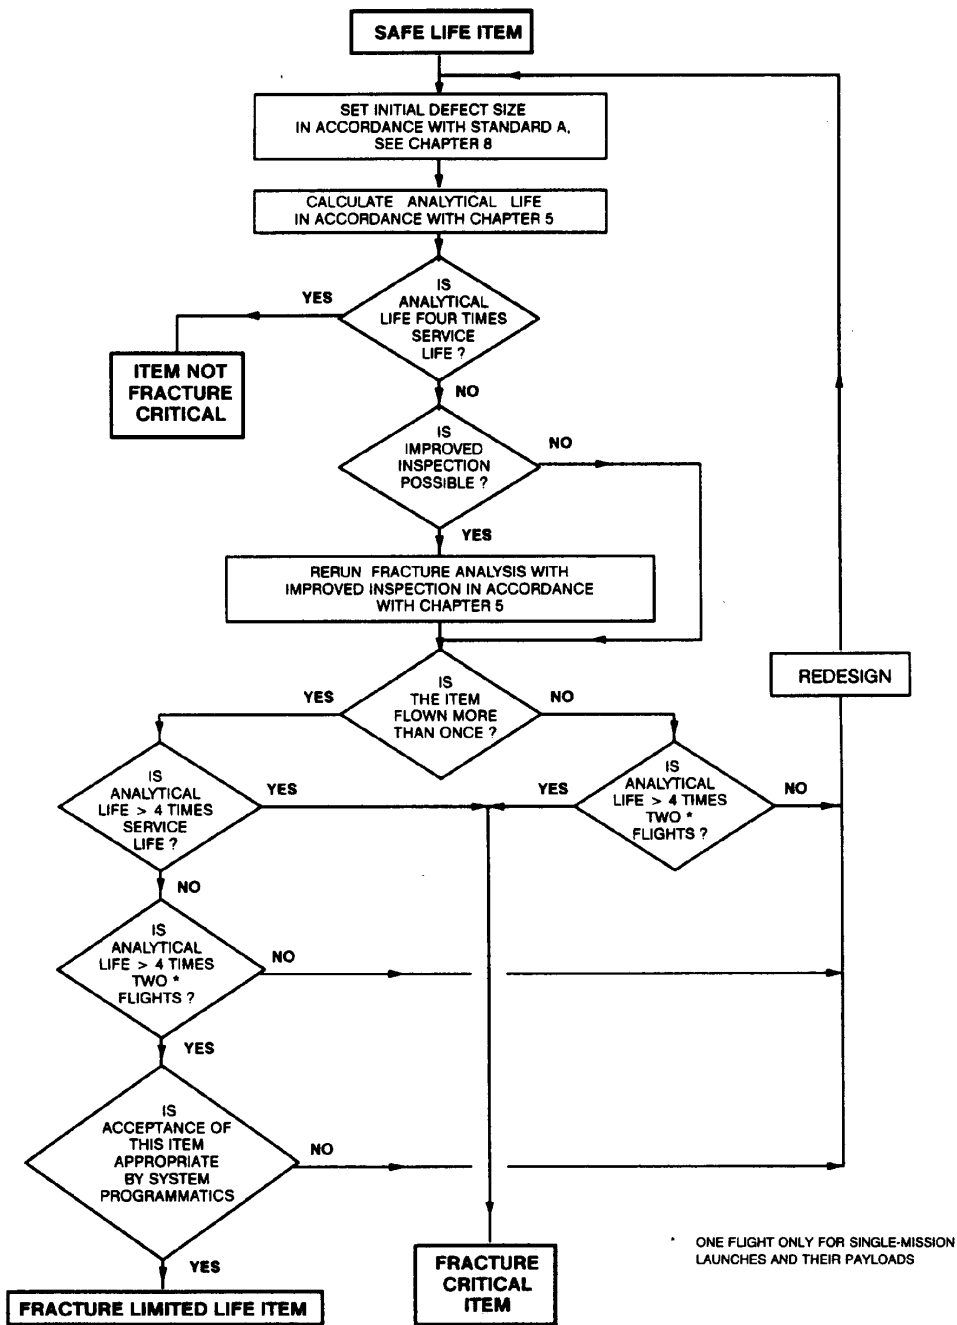 SAFE LIFE ITEM
SET INITIAL DEFECT SIZE
IN ACCORDANCE WITH STANDARD A,
SEE CHAPTER 8
CALCULATE ANALYTICAL LIFE
IN ACCORDANCE WITH CHAPTER 5
IS
ANALYTICAL
LIFE FOUR TIMES
SERVICE
LIFE ?
YES
ITEM NOT
FRACTURE
CRITICAL
NO
IS
IMPROVED
INSPECTION
POSSIBLE ?
NO
YES
RERUN FRACTURE ANALYSIS WITH
IMPROVED INSPECTION IN ACCORDANCE
WITH CHAPTER 5
REDESIGN
IS
THE ITEM
FLOWN MORE
THAN ONCE ?
YES
NO
IS
ANALYTICAL
LIFE > 4 TIMES
SERVICE
LIFE ?
YES
IS
ANALYTICAL
LIFE > 4 TIMES
TWO *
FLIGHTS ?
YES
NO
NO
IS
ANALYTICAL
LIFE > 4 TIMES
TWO *
FLIGHTS ?
NO
YES
IS
ACCEPTANCE OF
THIS ITEM
APPROPRIATE
BY SYSTEM
PROGRAMMATICS
NO
YES
FRACTURE LIMITED LIFE ITEM
FRACTURE
CRITICAL
ITEM
* ONE FLIGHT ONLY FOR SINGLE-MISSION
LAUNCHES AND THEIR PAYLOADS